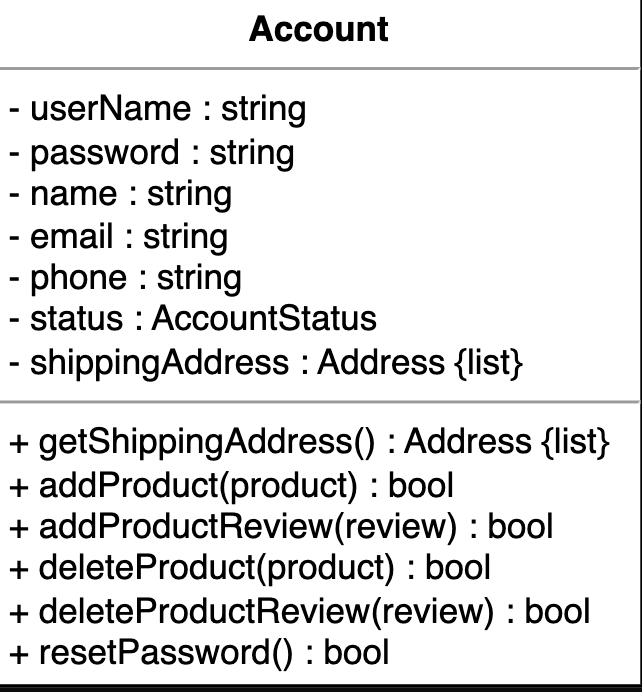 Account
- userName : string
- password : string
- name : string
- email : string
- phone : string
- status : AccountStatus
- shippingAddress : Address {list}
+ getShippingAddress() : Address {list}
+ addProduct(product) : bool
+ addProductReview(review) : bool
+ deleteProduct(product) : bool
+ deleteProductReview(review) : bool
+ resetPassword() : bool